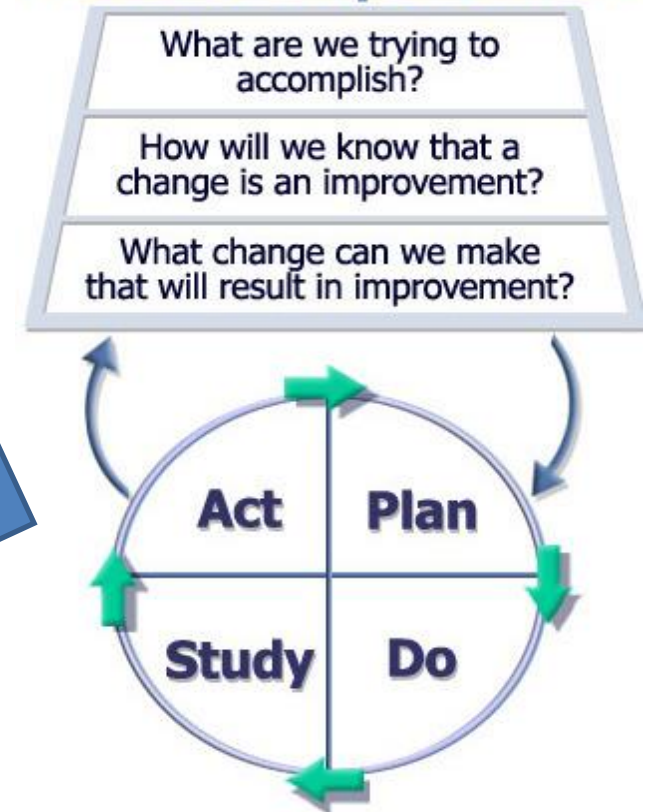 What are we trying to
accomplish?
How will we know that a
change is an improvement?
What change can we make
that will result in improvement?
Act
Plan
Study
Do